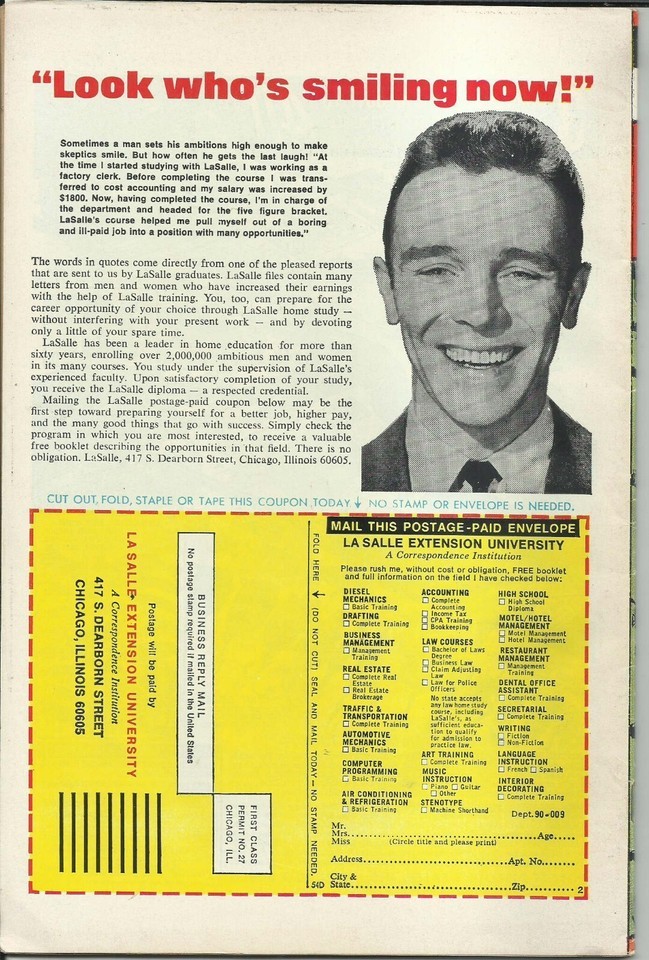 “Look who's smiling now!”
Sometimes a man sets his ambitions high enough to make
skeptics smile. But how often he gets the last laugh! “At
the time I started studying with LaSalle, I was working as a
factory clerk. Before completing the course I was trans-
ferred to cost accounting and my salary was increased by
$1800. Now, having completed the course, I'm in charge of
the department and headed for the five figure bracket.
LaSalle's course helped me pull myself out of a boring
and ill-paid job into a position with many opportunities.”
The words in quotes come directly from one of the pleased reports
that are sent to us by LaSalle graduates. LaSalle files contain many
letters from men and women who have increased their earnings
with the help of LaSalle training. You, too, can prepare for the
career opportunity of your choice through LaSalle home study —
without interfering with your present work — and by devoting
only a little of your spare time.
LaSalle has been a leader in home education for more than
sixty years, enrolling over 2,000,000 ambitious men and women
in its many courses. You study under the supervision of LaSalle's
experienced faculty. Upon satisfactory completion of your study,
you receive the LaSalle diploma — a respected credential.
Mailing the LaSalle postage-paid coupon below may be the
first step toward preparing yourself for a better job, higher pay,
and the many good things that go with success. Simply check the
program in which you are most interested, to receive a valuable
free booklet describing the opportunities in that field. There is no
obligation. LaSalle, 417 S. Dearborn Street, Chicago, Illinois 60605.
CUT OUT, FOLD, STAPLE OR TAPE THIS COUPON TODAY ↓ NO STAMP OR ENVELOPE IS NEEDED.
BUSINESS REPLY MAIL
No postage stamp required if mailed in the United States
FIRST CLASS
PERMIT NO. 27
CHICAGO, ILL.
Postage will be paid by
LA SALLE EXTENSION UNIVERSITY
A Correspondence Institution
417 S. DEARBORN STREET
CHICAGO, ILLINOIS 60605
FOLD HERE ↓ (DO NOT CUT) SEAL AND MAIL TODAY—NO STAMP NEEDED.
54D
MAIL THIS POSTAGE-PAID ENVELOPE
LA SALLE EXTENSION UNIVERSITY
A Correspondence Institution
Please rush me, without cost or obligation, FREE booklet
and full information on the field I have checked below:
DIESEL
MECHANICS
☐ Basic Training
DRAFTING
☐ Complete Training
BUSINESS
MANAGEMENT
☐ Management
Training
REAL ESTATE
☐ Complete Real
Estate
☐ Real Estate
Brokerage
TRAFFIC &
TRANSPORTATION
☐ Complete Training
AUTOMOTIVE
MECHANICS
☐ Basic Training
COMPUTER
PROGRAMMING
☐ Basic Training
AIR CONDITIONING
& REFRIGERATION
☐ Basic Training
ACCOUNTING
☐ Complete
Accounting
☐ Income Tax
☐ CPA Training
☐ Bookkeeping
LAW COURSES
☐ Bachelor of Laws
Degree
☐ Business Law
☐ Claim Adjusting
Law
☐ Law for Police
Officers
No state accepts
any law home study
course, including
LaSalle's, as
sufficient educa-
tion to qualify
for admission to
practice law.
ART TRAINING
☐ Complete Training
MUSIC
INSTRUCTION
☐ Piano ☐ Guitar
☐ Other
STENOTYPE
☐ Machine Shorthand
HIGH SCHOOL
☐ High School
Diploma
MOTEL/HOTEL
MANAGEMENT
☐ Motel Management
☐ Hotel Management
RESTAURANT
MANAGEMENT
☐ Management
Training
DENTAL OFFICE
ASSISTANT
☐ Complete Training
SECRETARIAL
☐ Complete Training
WRITING
☐ Fiction
☐ Non-Fiction
LANGUAGE
INSTRUCTION
☐ French ☐ Spanish
INTERIOR
DECORATING
☐ Complete Training
Dept. 90-009
Mr.
Mrs. Age
Miss (Circle title and please print)
Address Apt. No.
City &
State Zip 2